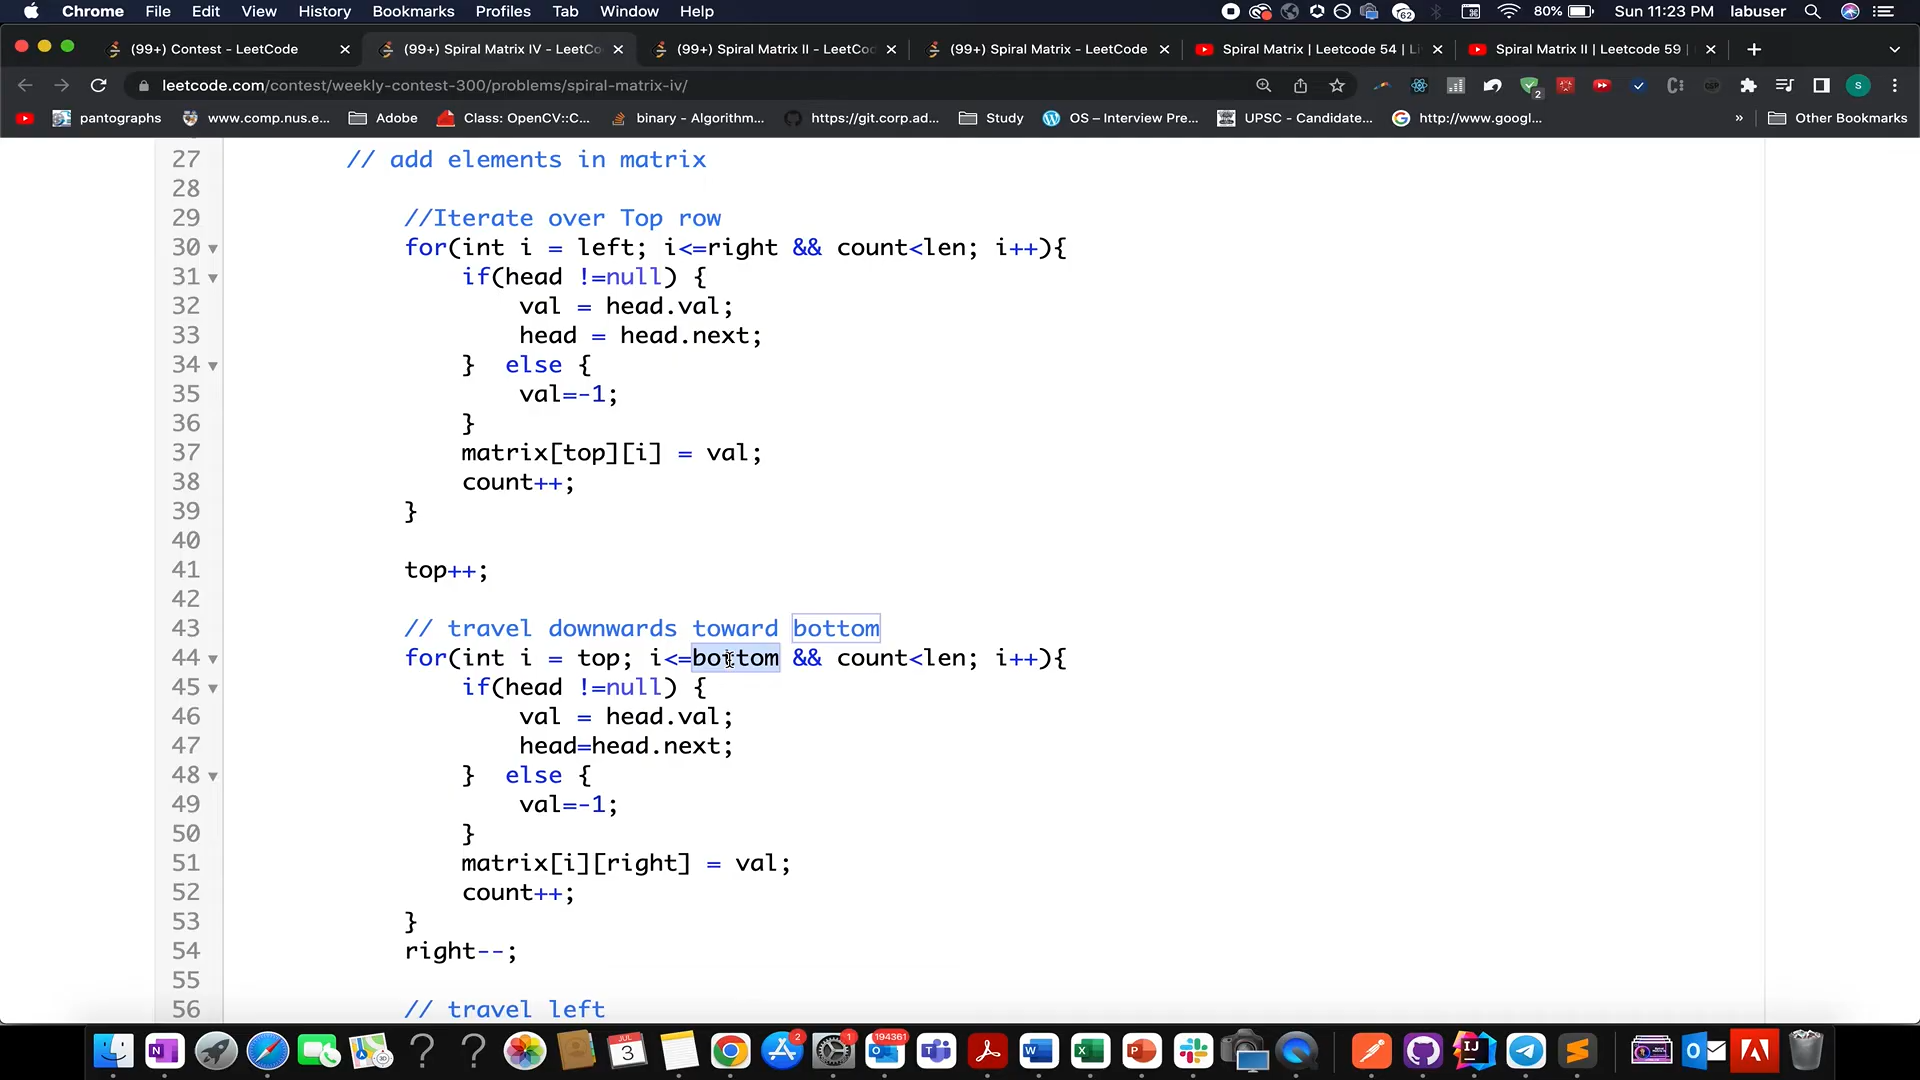 Chrome File Edit View History Bookmarks Profiles Tab Window Help 62 80% Sun 11:23 PM labuser
(99+) Contest - LeetCode (99+) Spiral Matrix IV - LeetCo (99+) Spiral Matrix II - LeetCoc (99+) Spiral Matrix - LeetCode Spiral Matrix | Leetcode 54 | Li Spiral Matrix II | Leetcode 59 |
leetcode.com/contest/weekly-contest-300/problems/spiral-matrix-iv/
pantographs www.comp.nus.e... Adobe Class: OpenCV::C... binary - Algorithm... https://git.corp.ad... Study OS – Interview Pre... UPSC - Candidate... http://www.googl... » Other Bookmarks
27 // add elements in matrix
28
29 //Iterate over Top row
30 for(int i = left; i<=right && count<len; i++){
31 if(head !=null) {
32 val = head.val;
33 head = head.next;
34 } else {
35 val=-1;
36 }
37 matrix[top][i] = val;
38 count++;
39 }
40
41 top++;
42
43 // travel downwards toward bottom
44 for(int i = top; i<=bottom && count<len; i++){
45 if(head !=null) {
46 val = head.val;
47 head=head.next;
48 } else {
49 val=-1;
50 }
51 matrix[i][right] = val;
52 count++;
53 }
54 right--;
55
56 // travel left
JUL 3 2 1 194361